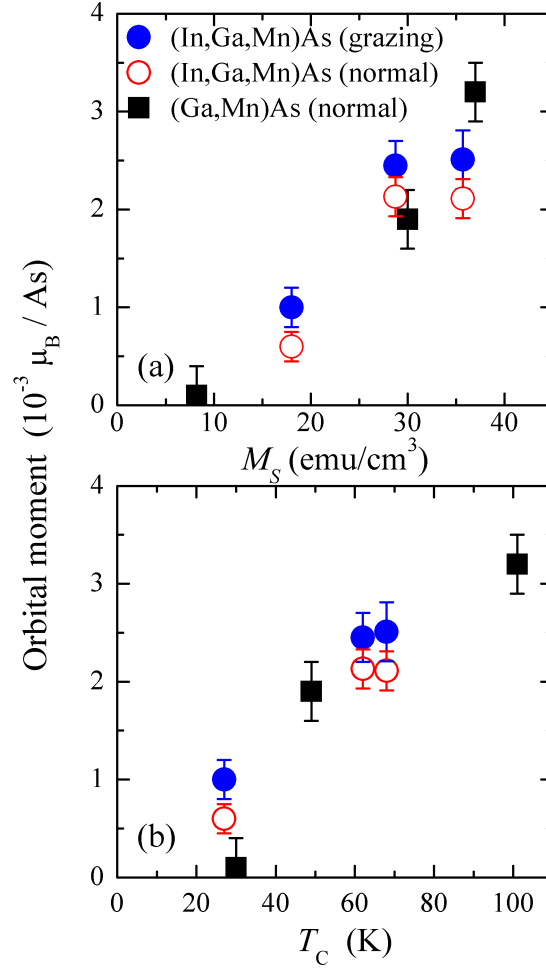 Orbital moment (10⁻³ μ_B / As)
4
(In,Ga,Mn)As (grazing)
(In,Ga,Mn)As (normal)
3
(Ga,Mn)As (normal)
2
1
(a)
0
0 10 20 30 40
M_S (emu/cm³)
4
3
2
1
(b)
0
0 20 40 60 80 100
T_C (K)